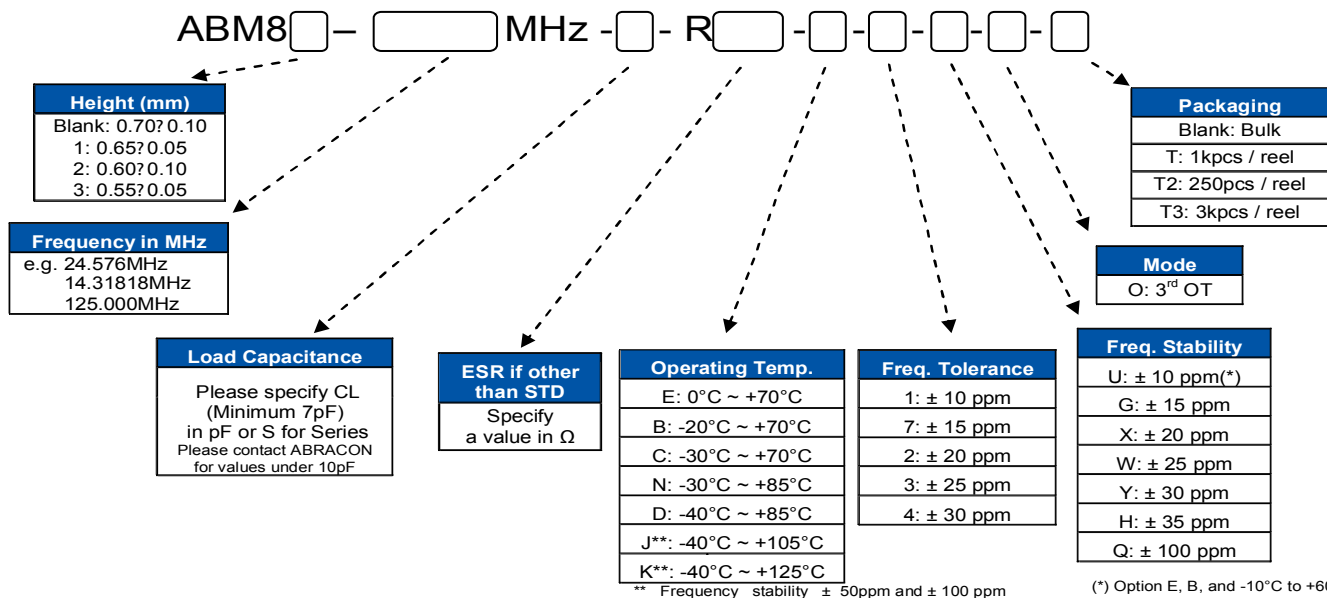 ABM8 – MHz - - R - - - - -
Height (mm)
Blank: 0.70?0.10
1: 0.65?0.05
2: 0.60?0.10
3: 0.55?0.05
Frequency in MHz
e.g. 24.576MHz
14.31818MHz
125.000MHz
Load Capacitance
Please specify CL
(Minimum 7pF)
in pF or S for Series
Please contact ABRACON
for values under 10pF
ESR if other
than STD
Specify
a value in Ω
Operating Temp.
E: 0°C ~ +70°C
B: -20°C ~ +70°C
C: -30°C ~ +70°C
N: -30°C ~ +85°C
D: -40°C ~ +85°C
J**: -40°C ~ +105°C
K**: -40°C ~ +125°C
** Frequency stability ± 50ppm and ± 100 ppm
Freq. Tolerance
1: ± 10 ppm
7: ± 15 ppm
2: ± 20 ppm
3: ± 25 ppm
4: ± 30 ppm
Freq. Stability
U: ± 10 ppm(*)
G: ± 15 ppm
X: ± 20 ppm
W: ± 25 ppm
Y: ± 30 ppm
H: ± 35 ppm
Q: ± 100 ppm
(*) Option E, B, and -10°C to +60
Mode
O: 3rd OT
Packaging
Blank: Bulk
T: 1kpcs / reel
T2: 250pcs / reel
T3: 3kpcs / reel